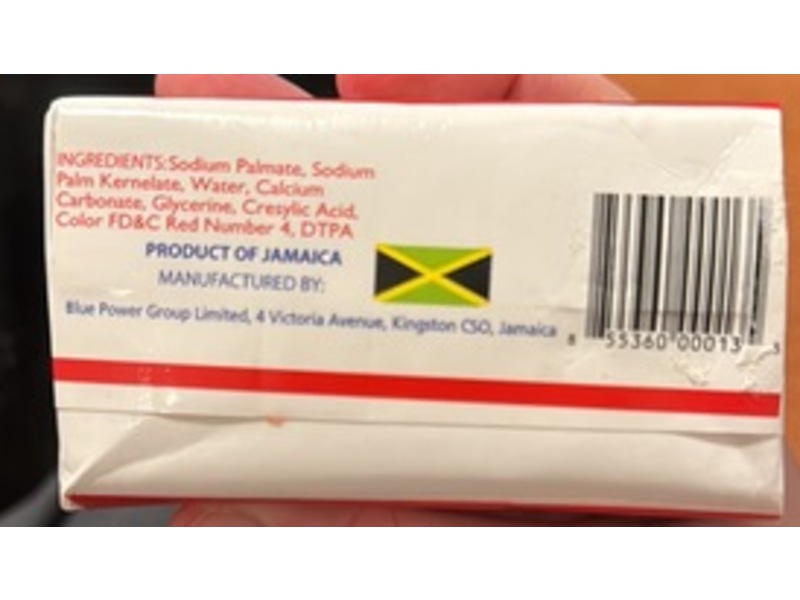 INGREDIENTS: Sodium Palmate, Sodium
Palm Kernelate, Water, Calcium
Carbonate, Glycerine, Cresylic Acid,
Color FD&C Red Number 4, DTPA
PRODUCT OF JAMAICA
MANUFACTURED BY:
Blue Power Group Limited, 4 Victoria Avenue, Kingston CSO, Jamaica
8 55360 00013 3